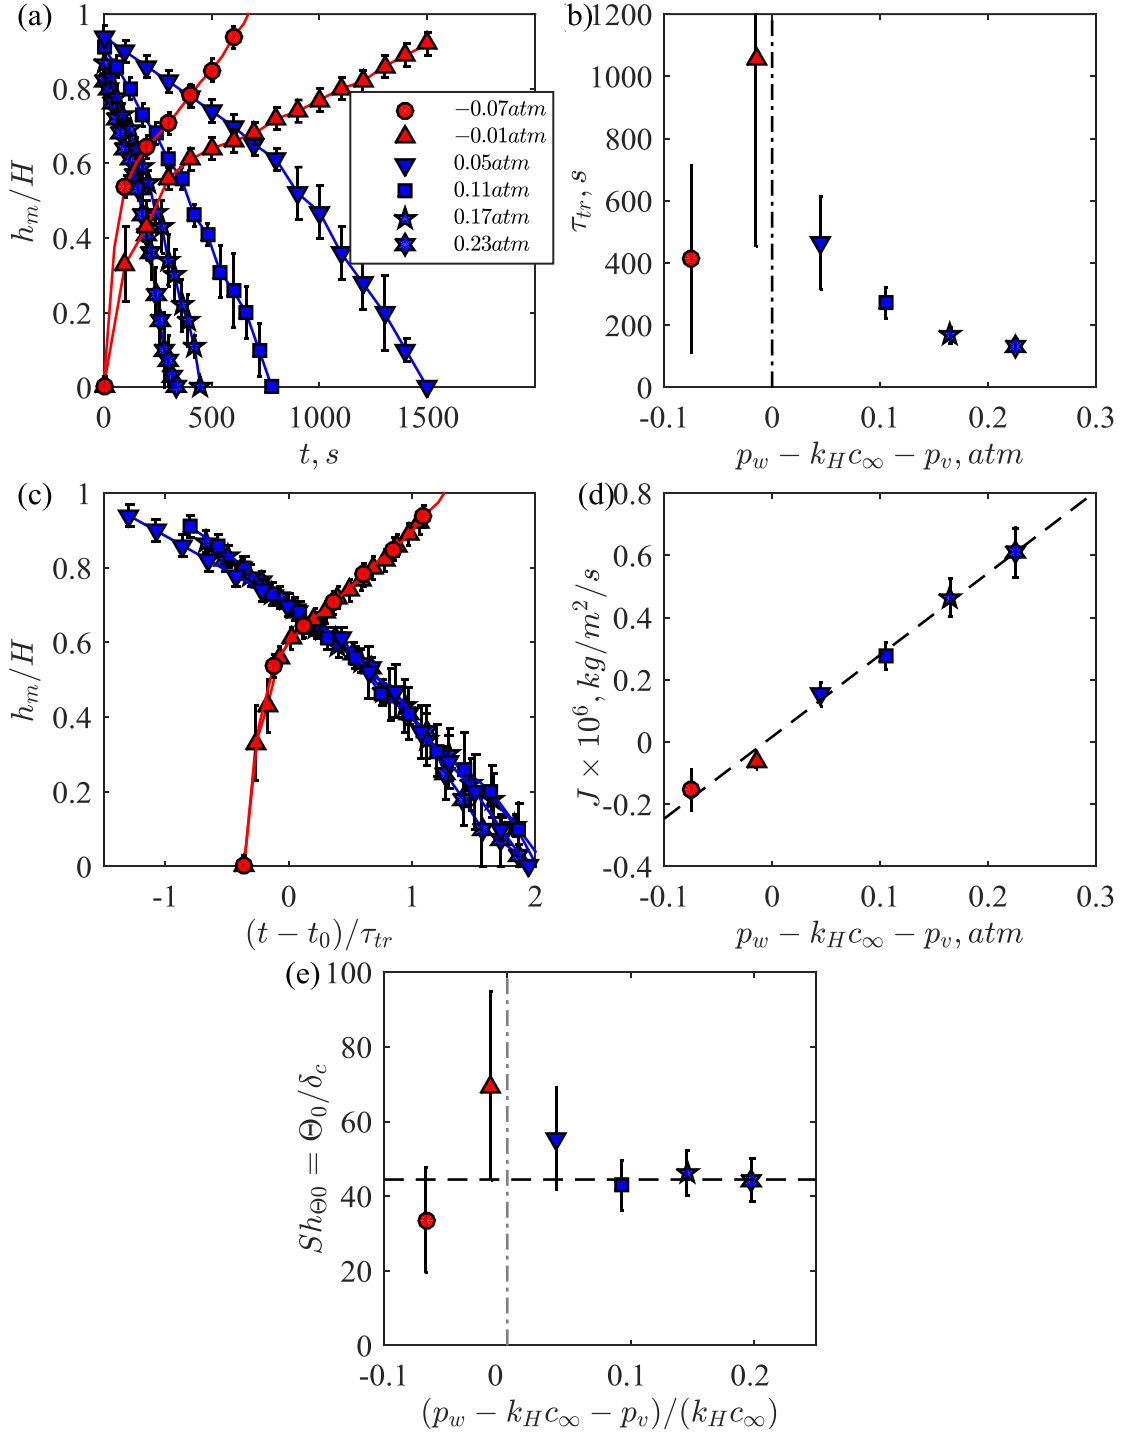 (a)
1
0.8
0.6
0.4
0.2
0
h_m/H
0 500 1000 1500
t, s
−0.07atm
−0.01atm
0.05atm
0.11atm
0.17atm
0.23atm
(b)
1200
1000
800
600
400
200
0
τ_tr, s
-0.1 0 0.1 0.2 0.3
p_w − k_H c_∞ − p_v, atm
(c)
1
0.8
0.6
0.4
0.2
0
h_m/H
-1 0 1 2
(t − t_0)/τ_tr
(d)
0.8
0.6
0.4
0.2
0
-0.2
-0.4
J × 10^6, kg/m^2/s
-0.1 0 0.1 0.2 0.3
p_w − k_H c_∞ − p_v, atm
(e)
100
80
60
40
20
0
Sh_Θ0 = Θ_0/δ_c
-0.1 0 0.1 0.2
(p_w − k_H c_∞ − p_v)/(k_H c_∞)